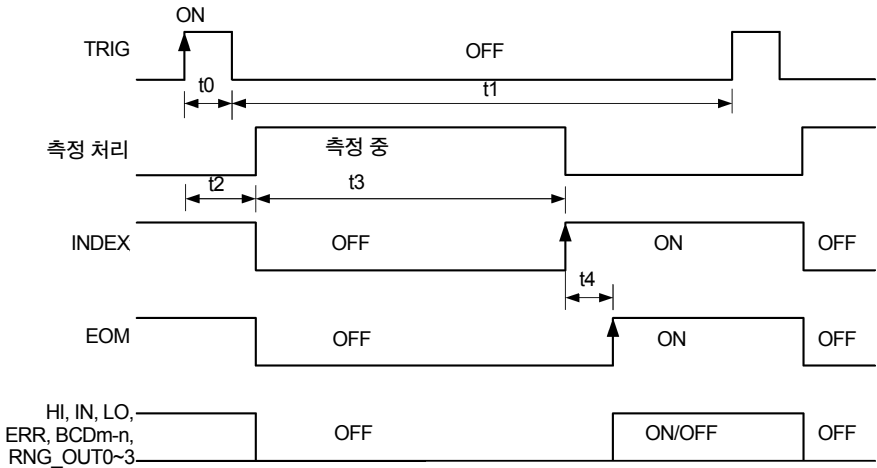 ON
TRIG
OFF
t0
t1
측정 처리
측정 중
t2
t3
INDEX
OFF
ON
OFF
t4
EOM
OFF
ON
OFF
HI, IN, LO,
ERR, BCDm-n,
RNG_OUT0~3
OFF
ON/OFF
OFF